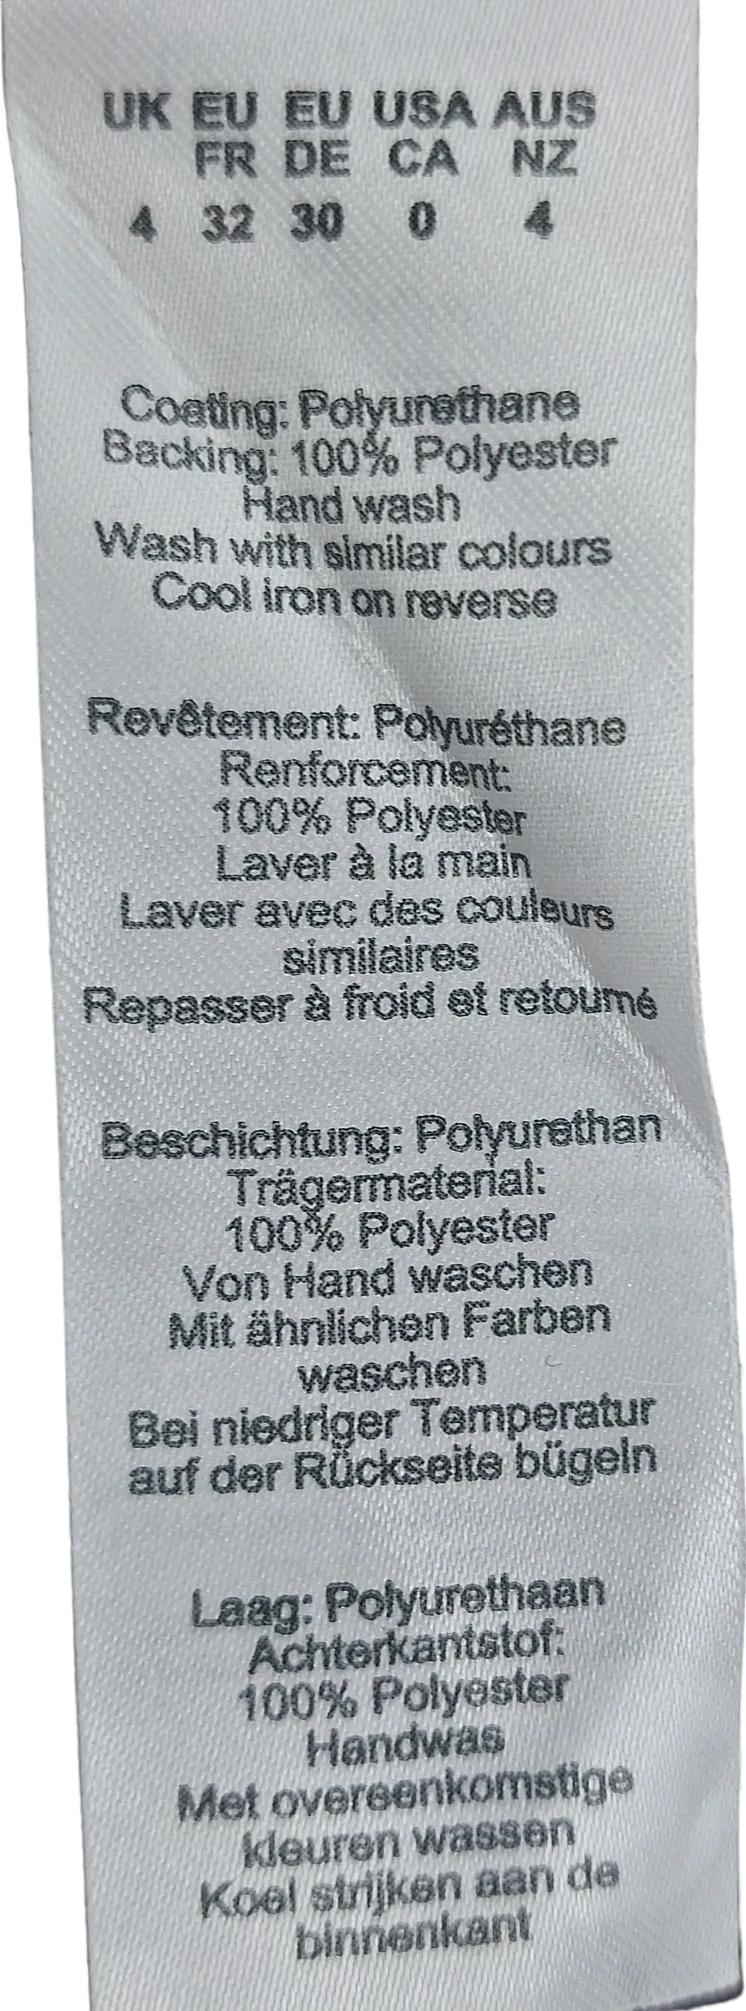 UK EU EU USA AUS
FR DE CA NZ
4 32 30 0 4
Coating: Polyurethane
Backing: 100% Polyester
Hand wash
Wash with similar colours
Cool iron on reverse
Revêtement: Polyuréthane
Renforcement:
100% Polyester
Laver à la main
Laver avec des couleurs
similaires
Repasser à froid et retourné
Beschichtung: Polyurethan
Trägermaterial:
100% Polyester
Von Hand waschen
Mit ähnlichen Farben
waschen
Bei niedriger Temperatur
auf der Rückseite bügeln
Laag: Polyurethaan
Achterkantstof:
100% Polyester
Handwas
Met overeenkomstige
kleuren wassen
Koel strijken aan de
binnenkant